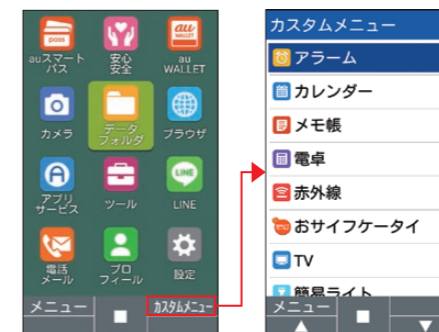 pass
au
auスマート
パス
安心
安全
au
WALLET
カメラ
データ
フォルダ
ブラウザ
LINE
アプリ
サービス
ツール
LINE
電話
メール
プロ
フィール
設定
メニュー
カスタムメニュー
カスタムメニュー
アラーム
カレンダー
メモ帳
電卓
赤外線
おサイフケータイ
TV
簡易ライト
メニュー